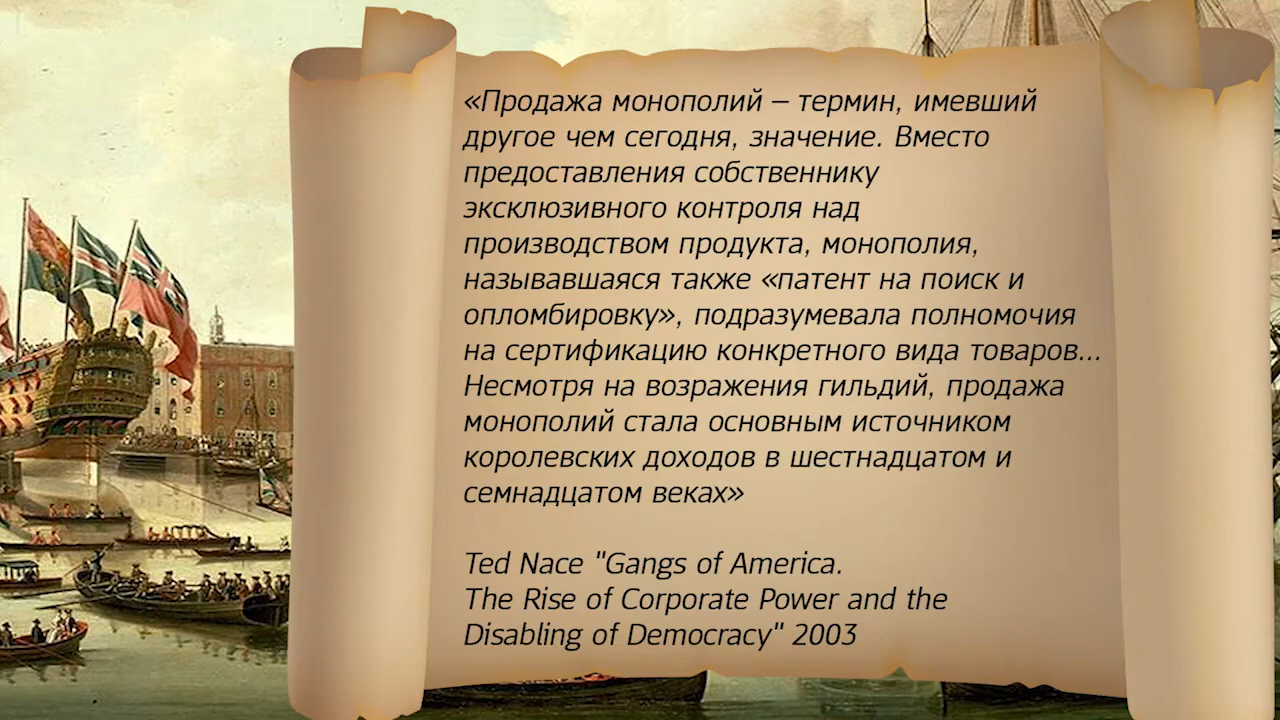 «Продажа монополий – термин, имевший
другое чем сегодня, значение. Вместо
предоставления собственнику
эксклюзивного контроля над
производством продукта, монополия,
называвшаяся также «патент на поиск и
опломбировку», подразумевала полномочия
на сертификацию конкретного вида товаров...
Несмотря на возражения гильдий, продажа
монополий стала основным источником
королевских доходов в шестнадцатом и
семнадцатом веках»
Ted Nace "Gangs of America.
The Rise of Corporate Power and the
Disabling of Democracy" 2003